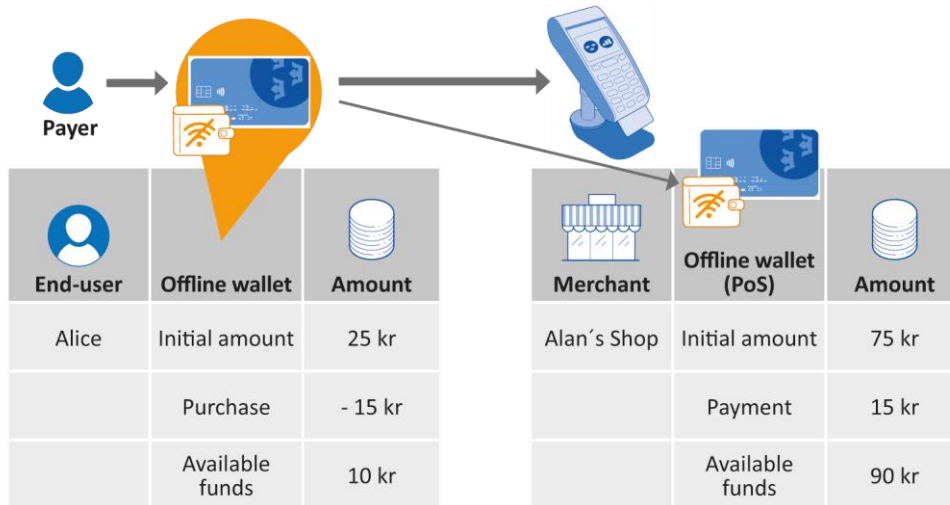 Payer
End-user
Offline wallet
Amount
Alice
Initial amount
25 kr
Purchase
- 15 kr
Available
funds
10 kr
Merchant
Offline wallet
(PoS)
Amount
Alan´s Shop
Initial amount
75 kr
Payment
15 kr
Available
funds
90 kr